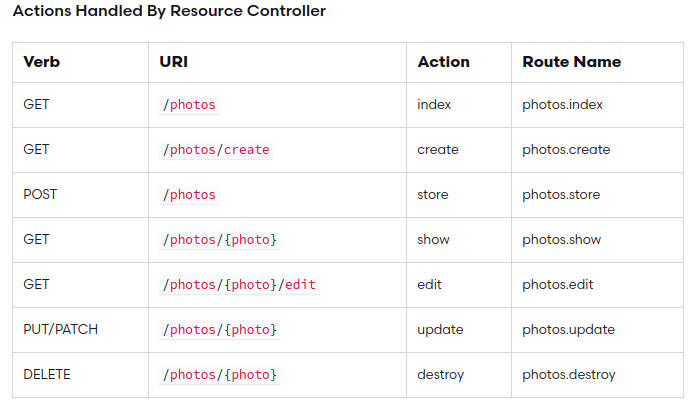 Actions Handled By Resource Controller
Verb URI Action Route Name
GET /photos index photos.index
GET /photos/create create photos.create
POST /photos store photos.store
GET /photos/{photo} show photos.show
GET /photos/{photo}/edit edit photos.edit
PUT/PATCH /photos/{photo} update photos.update
DELETE /photos/{photo} destroy photos.destroy